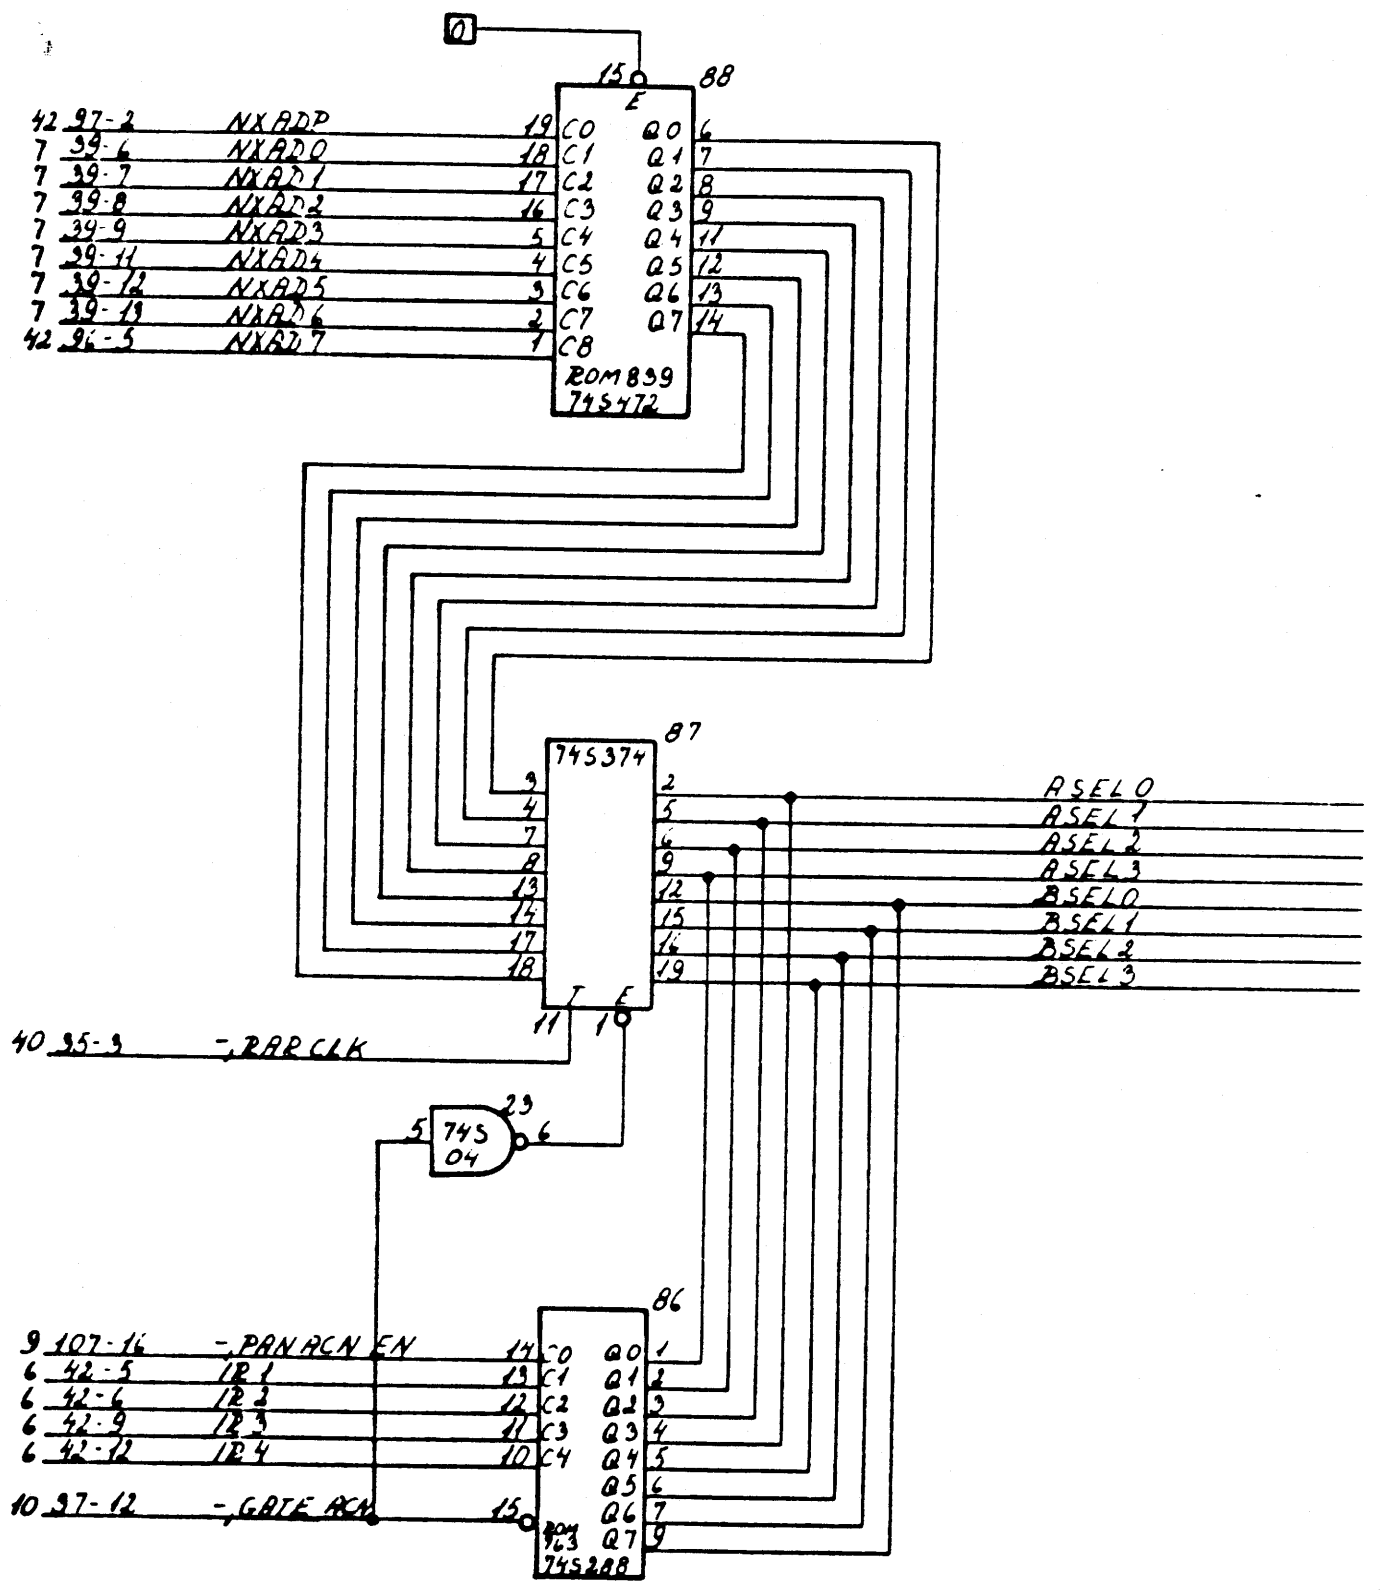 0
15 88
E
42 97-2 NXADP 19 C0 Q0 6
7 39-6 NXAD0 18 C1 Q1 7
7 39-7 NXAD1 17 C2 Q2 8
7 39-8 NXAD2 16 C3 Q3 9
7 39-9 NXAD3 5 C4 Q4 11
7 39-11 NXAD4 4 C5 Q5 12
7 39-12 NXAD5 3 C6 Q6 13
7 39-13 NXAD6 2 C7 Q7 14
42 96-5 NXAD7 1 C8
ROM839
74S472
87
74S374
3 2 ASEL0
4 5 ASEL1
7 6 ASEL2
8 9 ASEL3
13 12 BSEL0
14 15 BSEL1
17 16 BSEL2
18 19 BSEL3
T E
11 1
40 95-3 -,RARCLK
23
5 74S 6
04
86
9 107-16 -,PANACN EN 14 C0 Q0 1
6 42-5 IR1 13 C1 Q1 2
6 42-6 IR2 12 C2 Q2 3
6 42-9 IR3 11 C3 Q3 4
6 42-12 IR4 10 C4 Q4 5
Q5 6
10 97-12 -,GATE ACN 15 Q6 7
ROM Q7 9
763
74S288